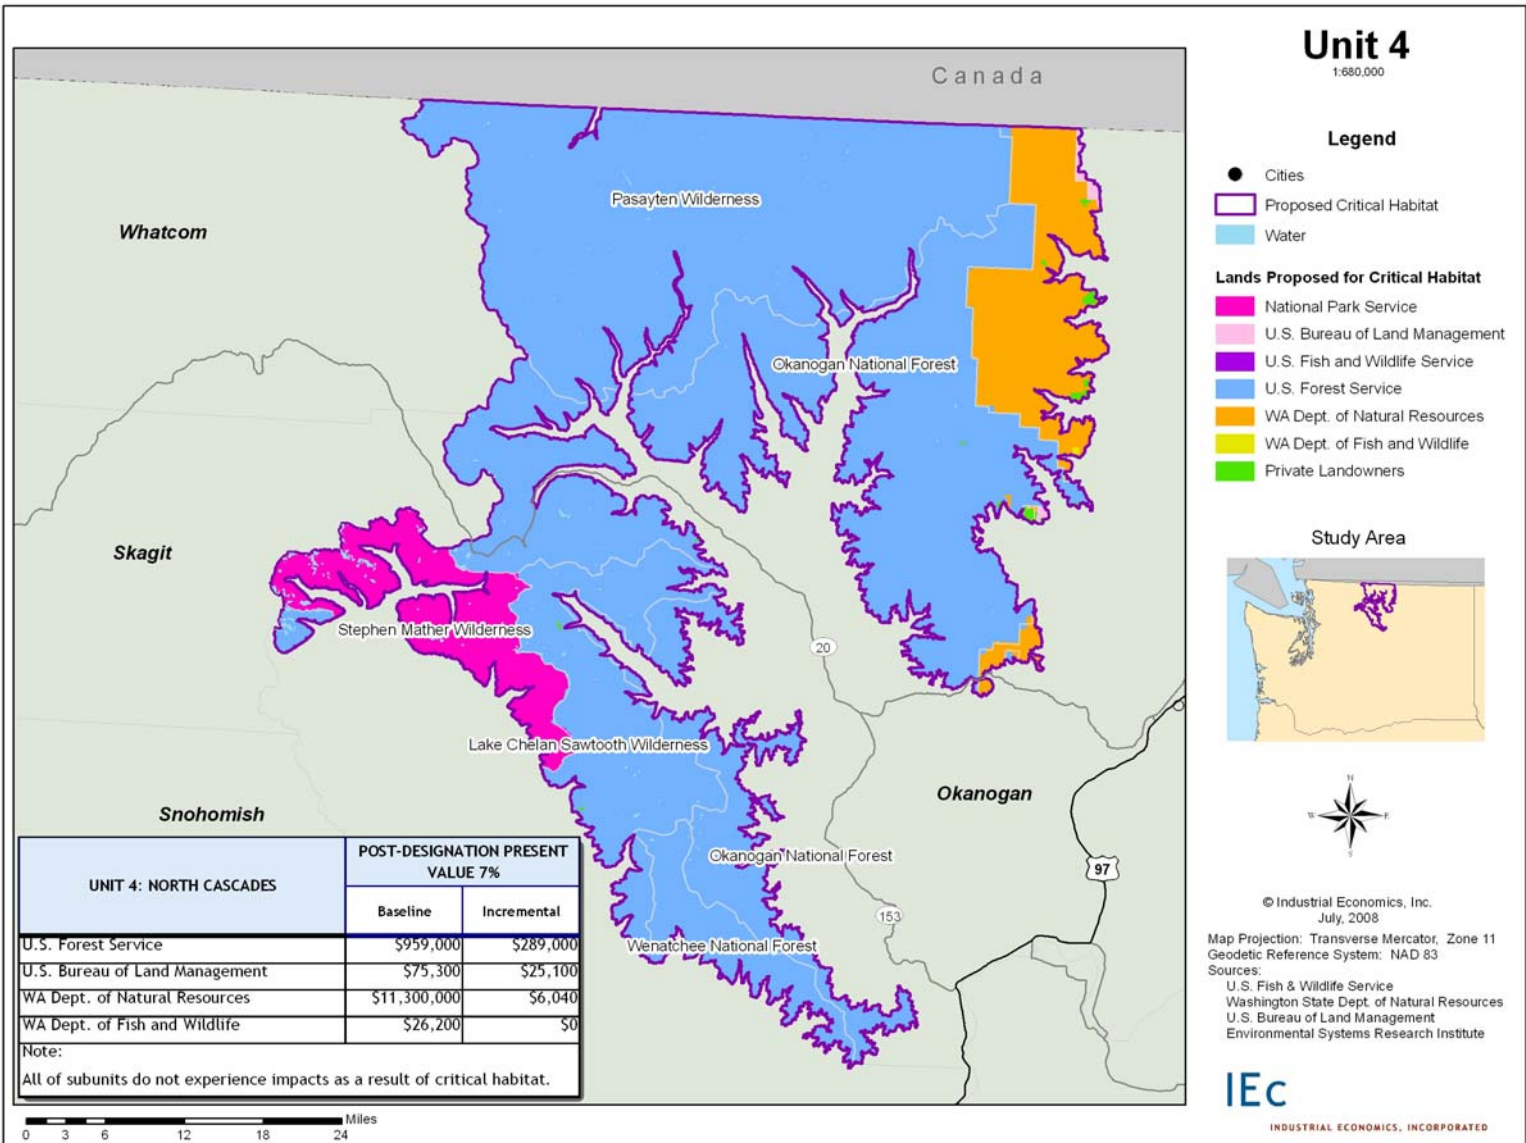 Unit 4
1:680,000
Canada
Legend
Cities
Proposed Critical Habitat
Water
Lands Proposed for Critical Habitat
National Park Service
U.S. Bureau of Land Management
U.S. Fish and Wildlife Service
U.S. Forest Service
WA Dept. of Natural Resources
WA Dept. of Fish and Wildlife
Private Landowners
Study Area
Pasayten Wilderness
Whatcom
Okanogan National Forest
Skagit
Stephen Mather Wilderness
20
Lake Chelan Sawtooth Wilderness
Okanogan
Snohomish
Okanogan National Forest
97
153
Wenatchee National Forest
UNIT 4: NORTH CASCADES
POST-DESIGNATION PRESENT
VALUE 7%
Baseline Incremental
U.S. Forest Service $959,000 $289,000
U.S. Bureau of Land Management $75,300 $25,100
WA Dept. of Natural Resources $11,300,000 $6,040
WA Dept. of Fish and Wildlife $26,200 $0
Note:
All of subunits do not experience impacts as a result of critical habitat.
Miles
0 3 6 12 18 24
N
W E
S
© Industrial Economics, Inc.
July, 2008
Map Projection: Transverse Mercator, Zone 11
Geodetic Reference System: NAD 83
Sources:
U.S. Fish & Wildlife Service
Washington State Dept. of Natural Resources
U.S. Bureau of Land Management
Environmental Systems Research Institute
IEc
INDUSTRIAL ECONOMICS, INCORPORATED